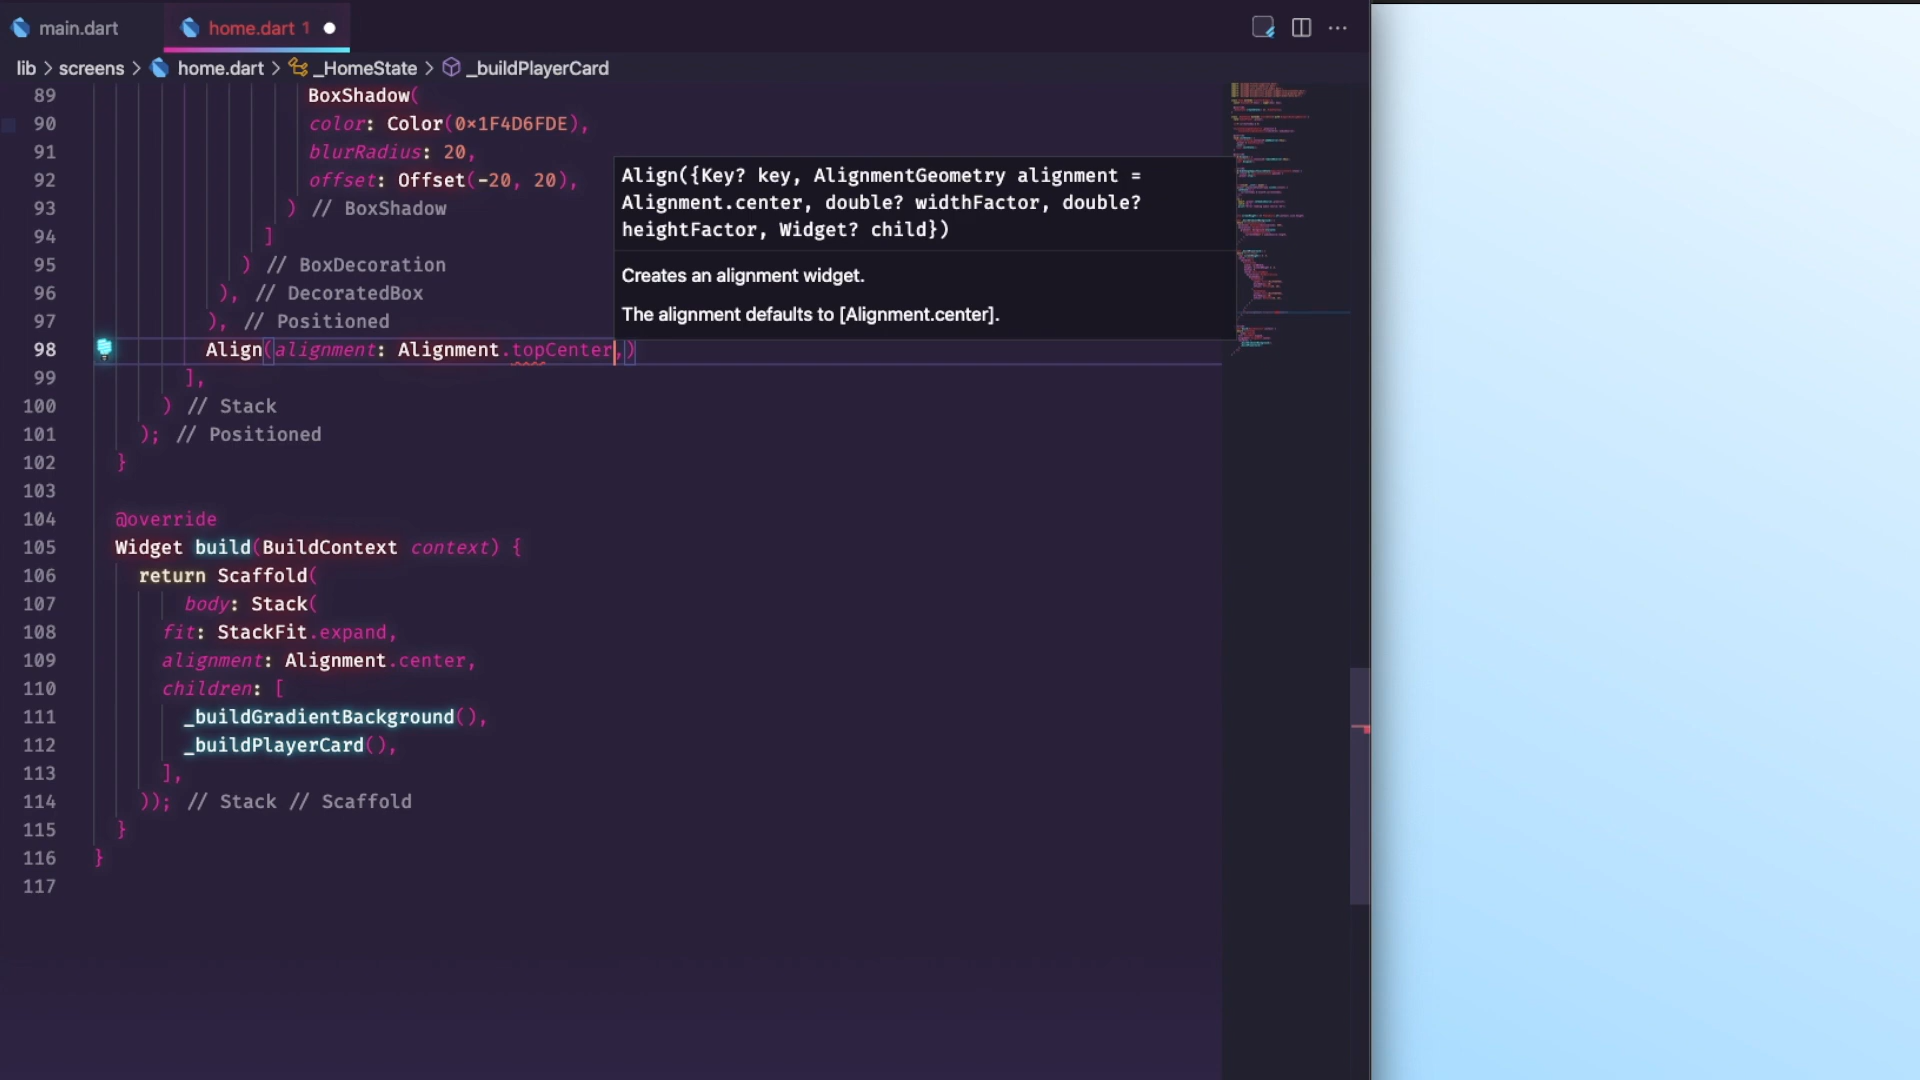 main.dart
home.dart 1
lib > screens > home.dart > _HomeState > _buildPlayerCard
89 BoxShadow(
90 color: Color(0×1F4D6FDE),
91 blurRadius: 20,
92 offset: Offset(-20, 20),
93 ) // BoxShadow
94 ]
95 ) // BoxDecoration
96 ), // DecoratedBox
97 ), // Positioned
98 Align(alignment: Alignment.topCenter,)
99 ],
100 ) // Stack
101 ); // Positioned
102 }
103
104 @override
105 Widget build(BuildContext context) {
106 return Scaffold(
107 body: Stack(
108 fit: StackFit.expand,
109 alignment: Alignment.center,
110 children: [
111 _buildGradientBackground(),
112 _buildPlayerCard(),
113 ],
114 )); // Stack // Scaffold
115 }
116 }
117
Align({Key? key, AlignmentGeometry alignment =
Alignment.center, double? widthFactor, double?
heightFactor, Widget? child})
Creates an alignment widget.
The alignment defaults to [Alignment.center].